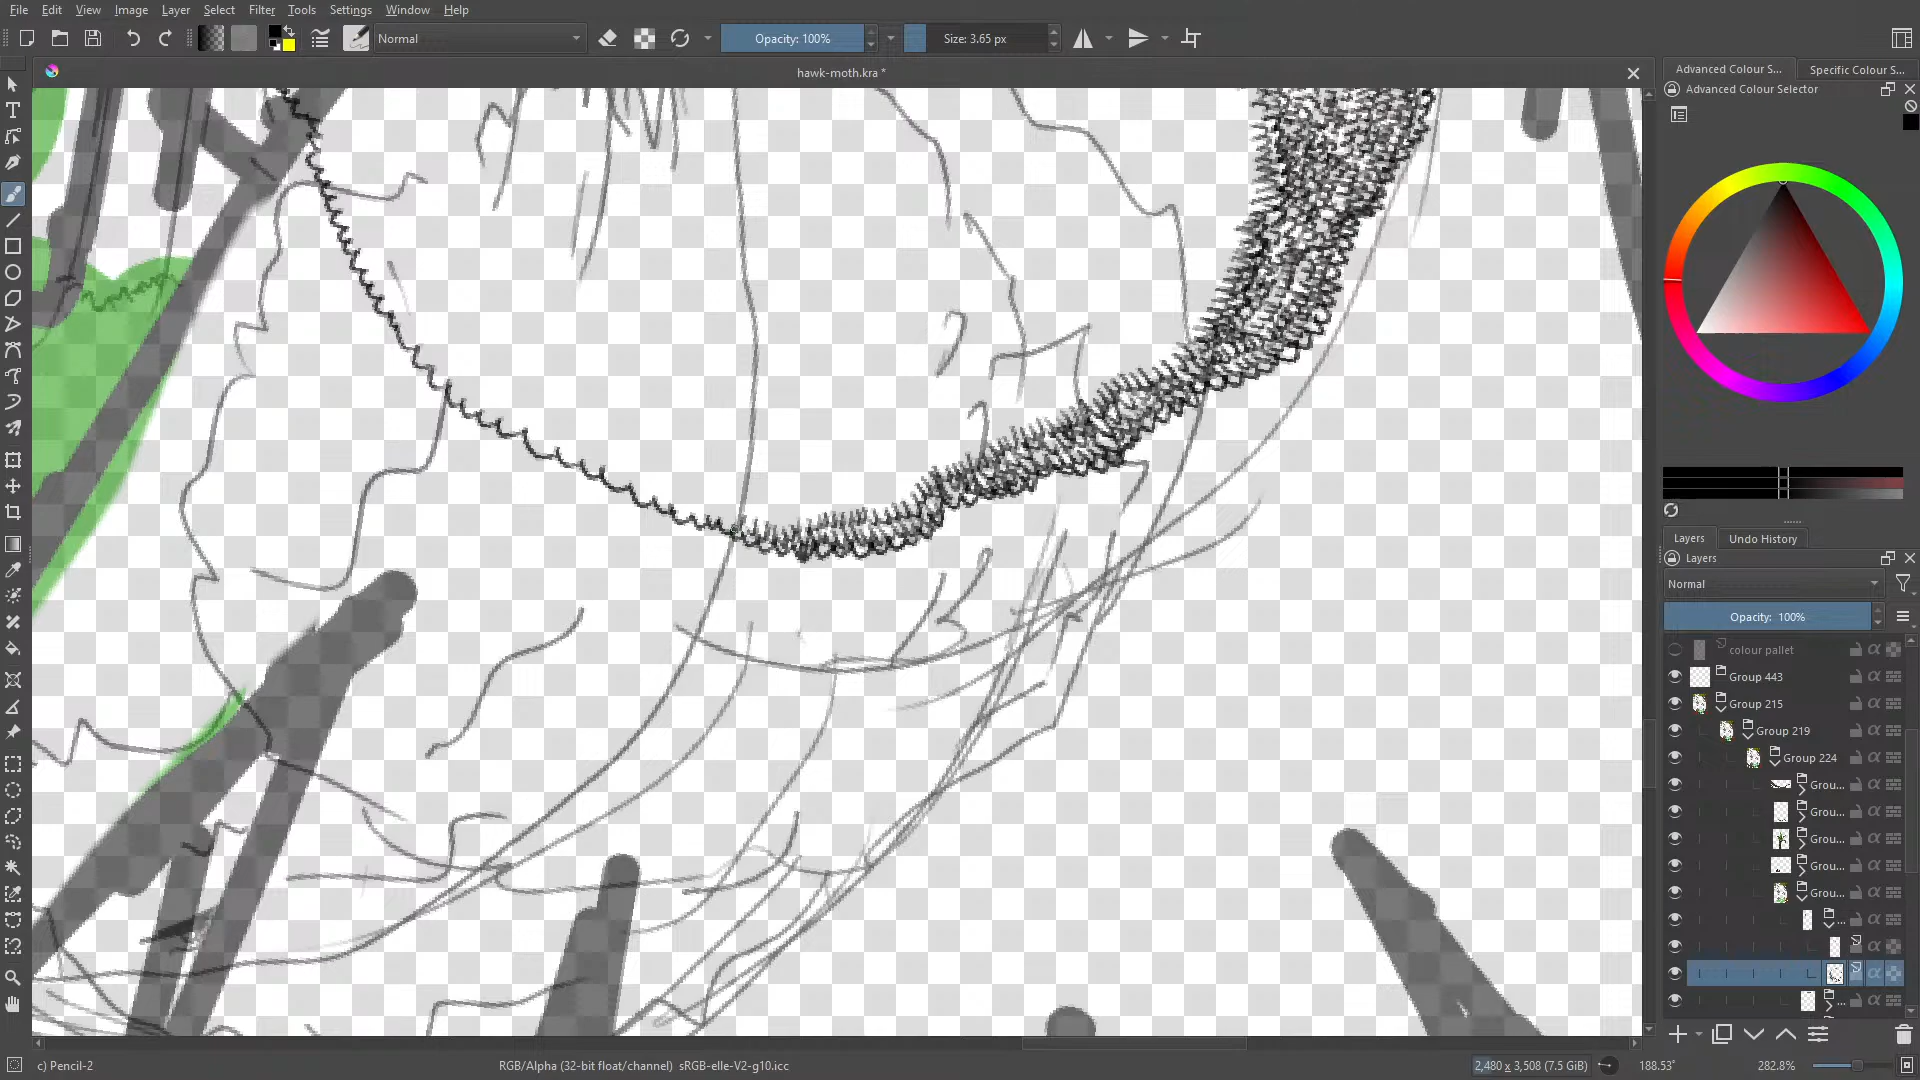 File Edit View Image Layer Select Filter Tools Settings Window Help
Normal Opacity: 100% Size: 3.65 px
hawk-moth.kra *
Advanced Colour S... Specific Colour S...
Advanced Colour Selector
Layers Undo History
Layers
Normal
Opacity: 100%
colour pallet
Group 443
Group 215
Group 219
Group 224
Grou...
Grou...
Grou...
Grou...
Grou...
...
...
c) Pencil-2 RGB/Alpha (32-bit float/channel) sRGB-elle-V2-g10.icc 2,480 x 3,508 (7.5 GiB) 188.53° 282.8%